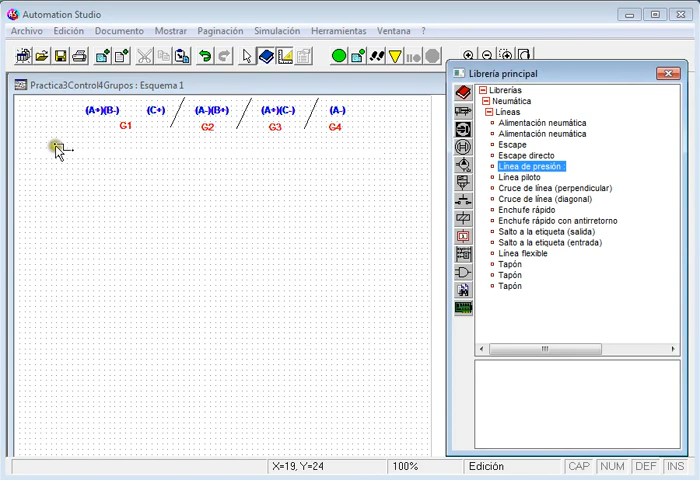 Automation Studio
Archivo Edición Documento Mostrar Paginación Simulación Herramientas Ventana ?
Practica3Control4Grupos : Esquema 1
(A+)(B-) (C+) (A-)(B+) (A+)(C-) (A-)
G1 G2 G3 G4
Librería principal
Librerías
Neumática
Líneas
Alimentación neumática
Alimentación neumática
Escape
Escape directo
Línea de presión :
Línea piloto
Cruce de línea (perpendicular)
Cruce de línea (diagonal)
Enchufe rápido
Enchufe rápido con antirretorno
Salto a la etiqueta (salida)
Salto a la etiqueta (entrada)
Línea flexible
Tapón
Tapón
Tapón
X=19, Y=24 100% Edición CAP NUM DEF INS